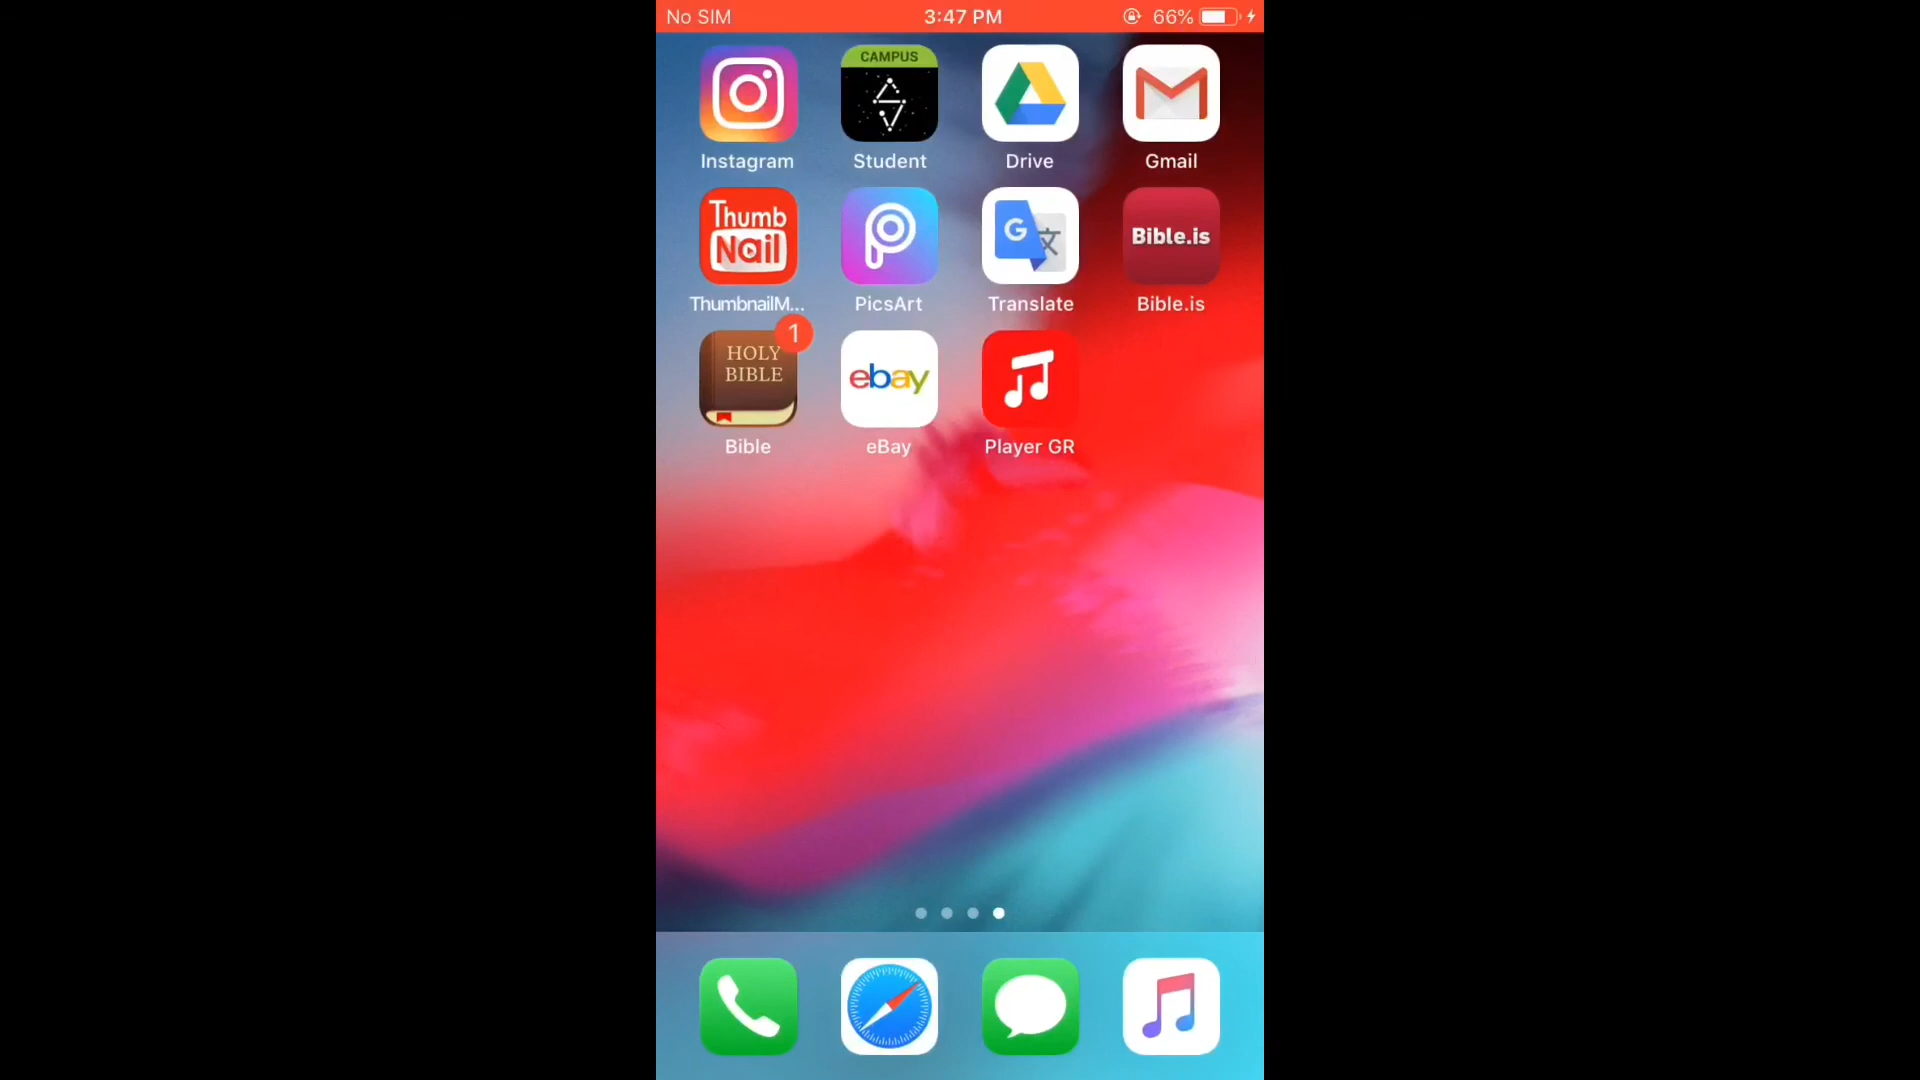 No SIM 3:47 PM 66%
CAMPUS
Instagram Student Drive Gmail
Thumb
Nail
G 文
Bible.is
ThumbnailM... PicsArt Translate Bible.is
1
HOLY
BIBLE
ebay
Bible eBay Player GR